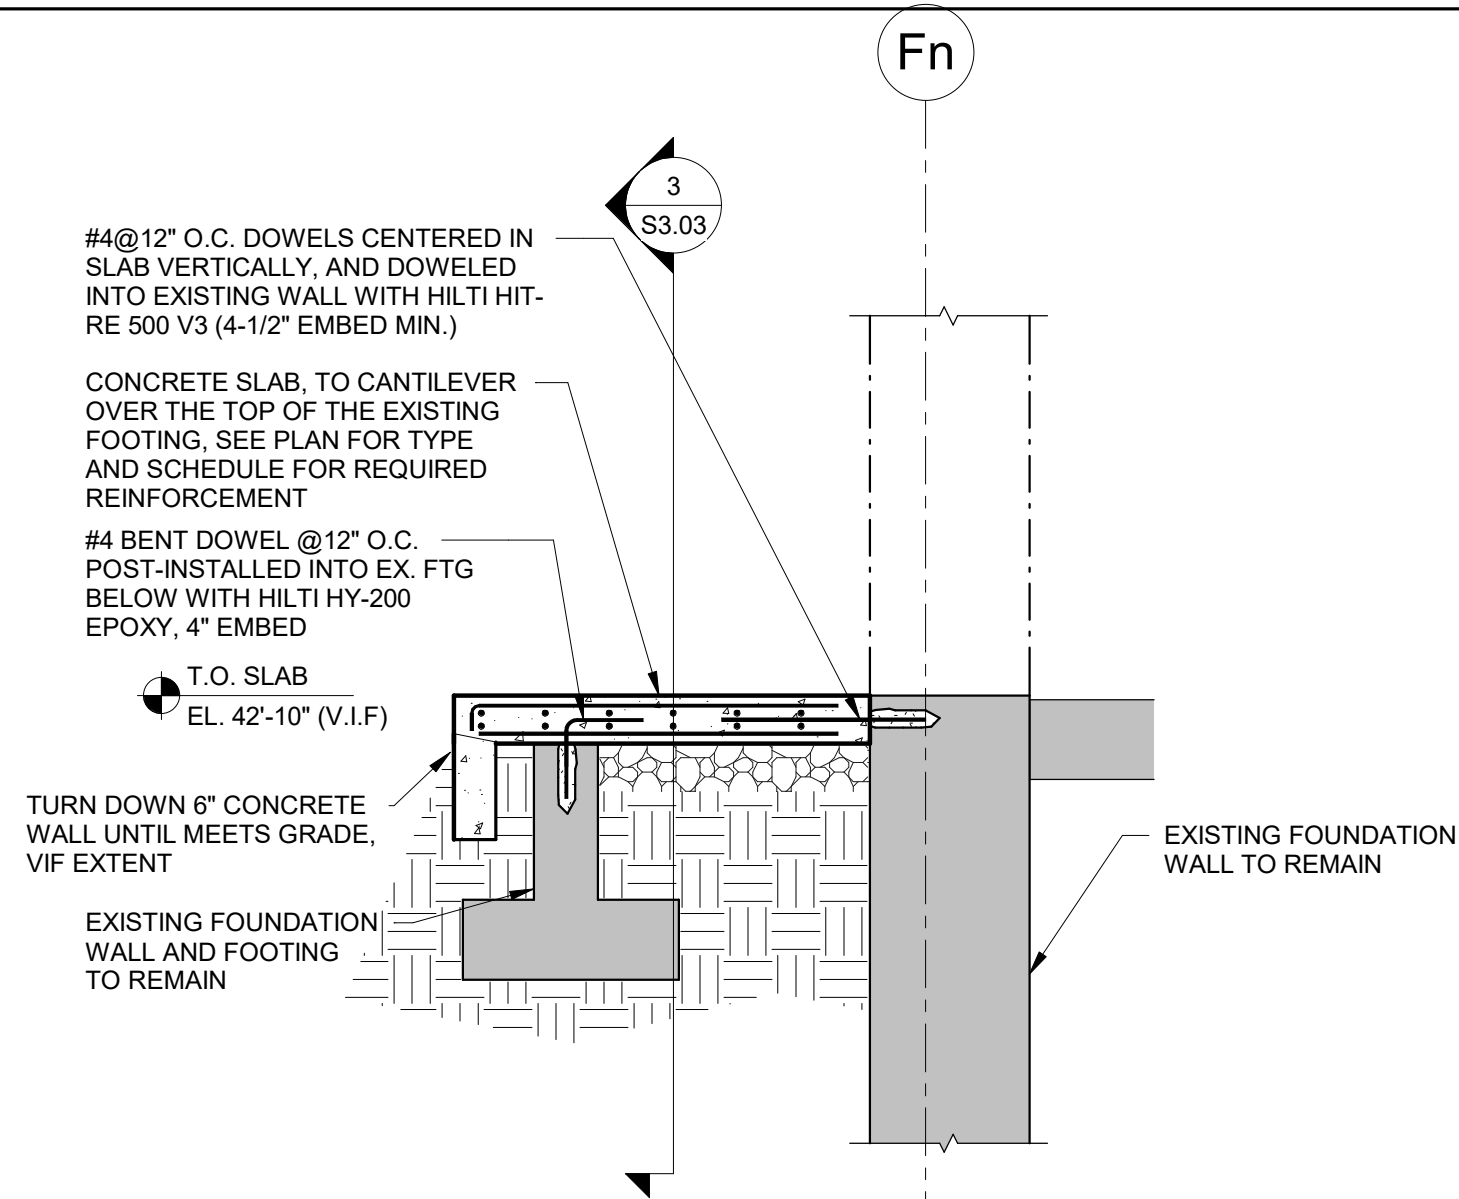 Fn
3
S3.03
#4@12" O.C. DOWELS CENTERED IN
SLAB VERTICALLY, AND DOWELED
INTO EXISTING WALL WITH HILTI HIT-
RE 500 V3 (4-1/2" EMBED MIN.)
CONCRETE SLAB, TO CANTILEVER
OVER THE TOP OF THE EXISTING
FOOTING, SEE PLAN FOR TYPE
AND SCHEDULE FOR REQUIRED
REINFORCEMENT
#4 BENT DOWEL @12" O.C.
POST-INSTALLED INTO EX. FTG
BELOW WITH HILTI HY-200
EPOXY, 4" EMBED
T.O. SLAB
EL. 42'-10" (V.I.F)
TURN DOWN 6" CONCRETE
WALL UNTIL MEETS GRADE,
VIF EXTENT
EXISTING FOUNDATION
WALL TO REMAIN
EXISTING FOUNDATION
WALL AND FOOTING
TO REMAIN